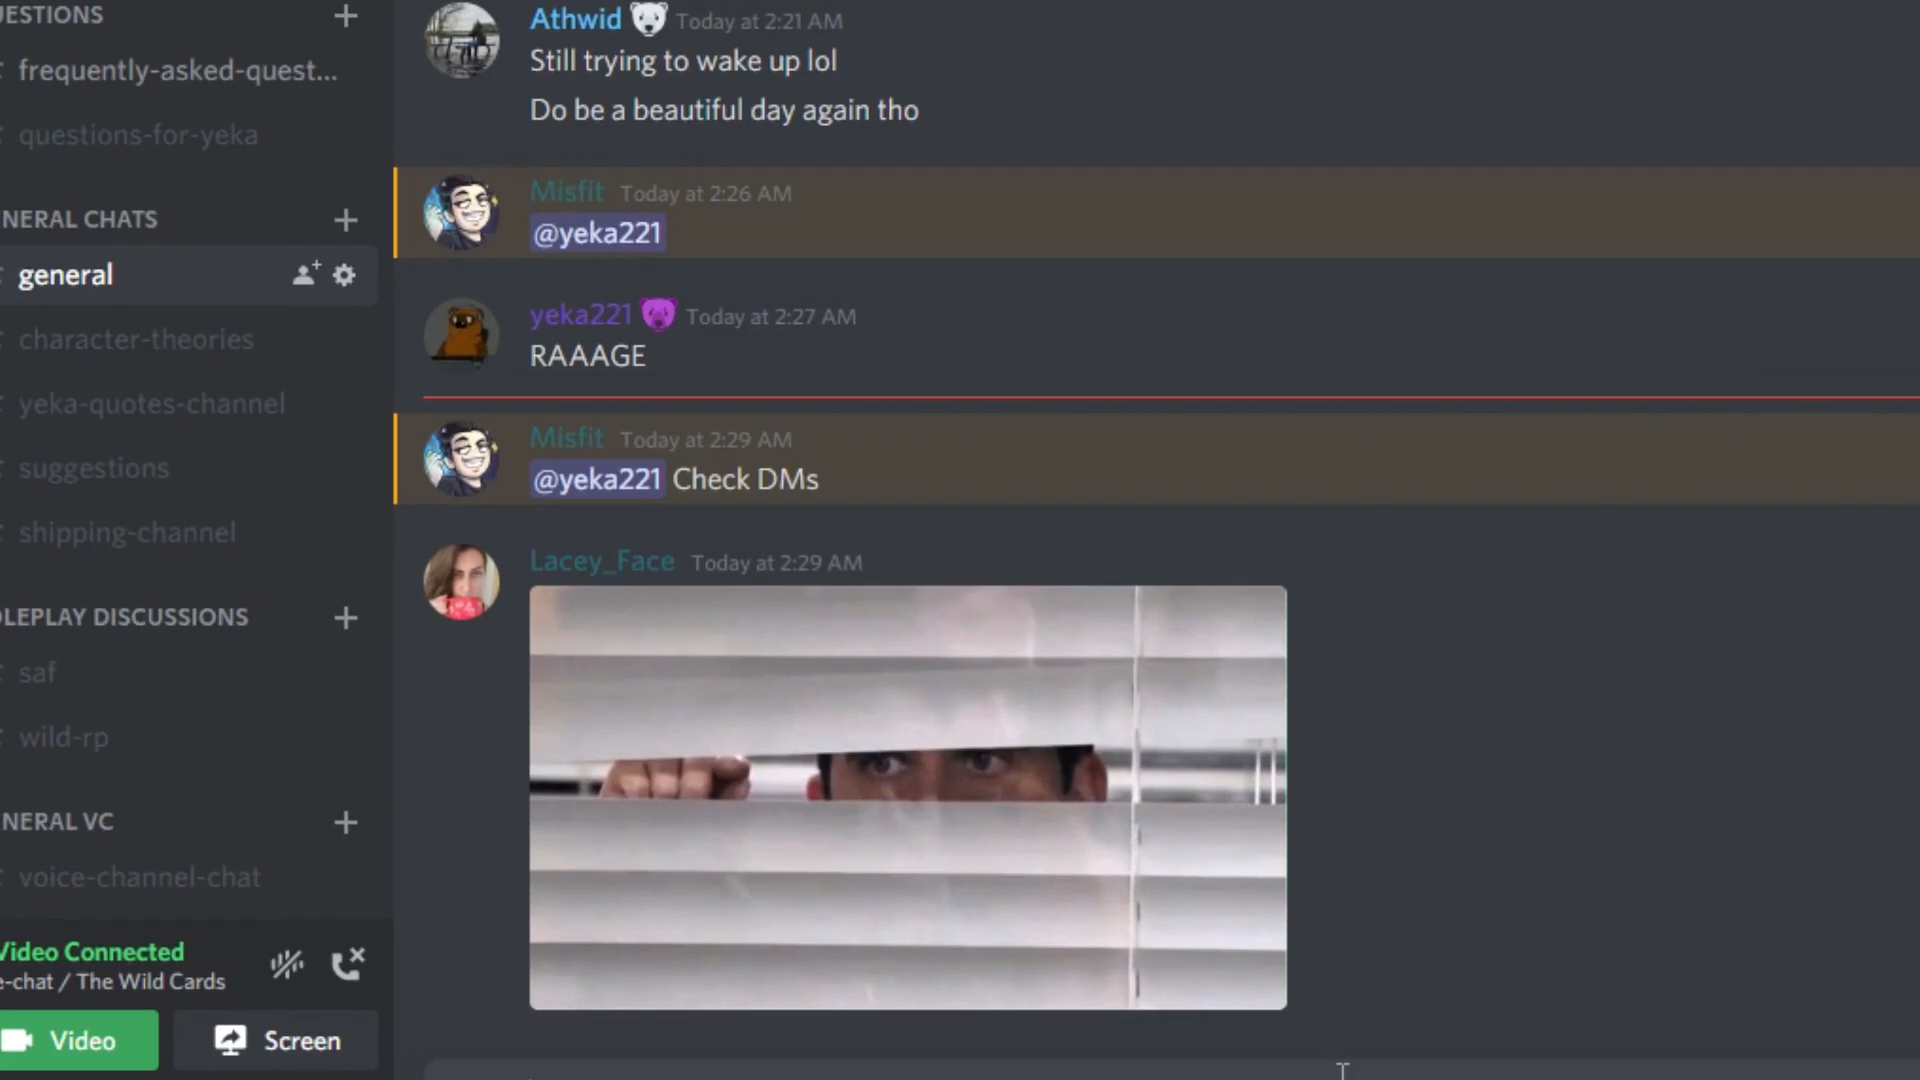 ESTIONS
frequently-asked-quest...
questions-for-yeka
NERAL CHATS
general
character-theories
yeka-quotes-channel
suggestions
shipping-channel
LEPLAY DISCUSSIONS
saf
wild-rp
NERAL VC
voice-channel-chat
Video Connected
e-chat / The Wild Cards
Video
Screen
Athwid Today at 2:21 AM
Still trying to wake up lol
Do be a beautiful day again tho
Misfit Today at 2:26 AM
@yeka221
yeka221 Today at 2:27 AM
RAAAGE
Misfit Today at 2:29 AM
@yeka221 Check DMs
Lacey_Face Today at 2:29 AM